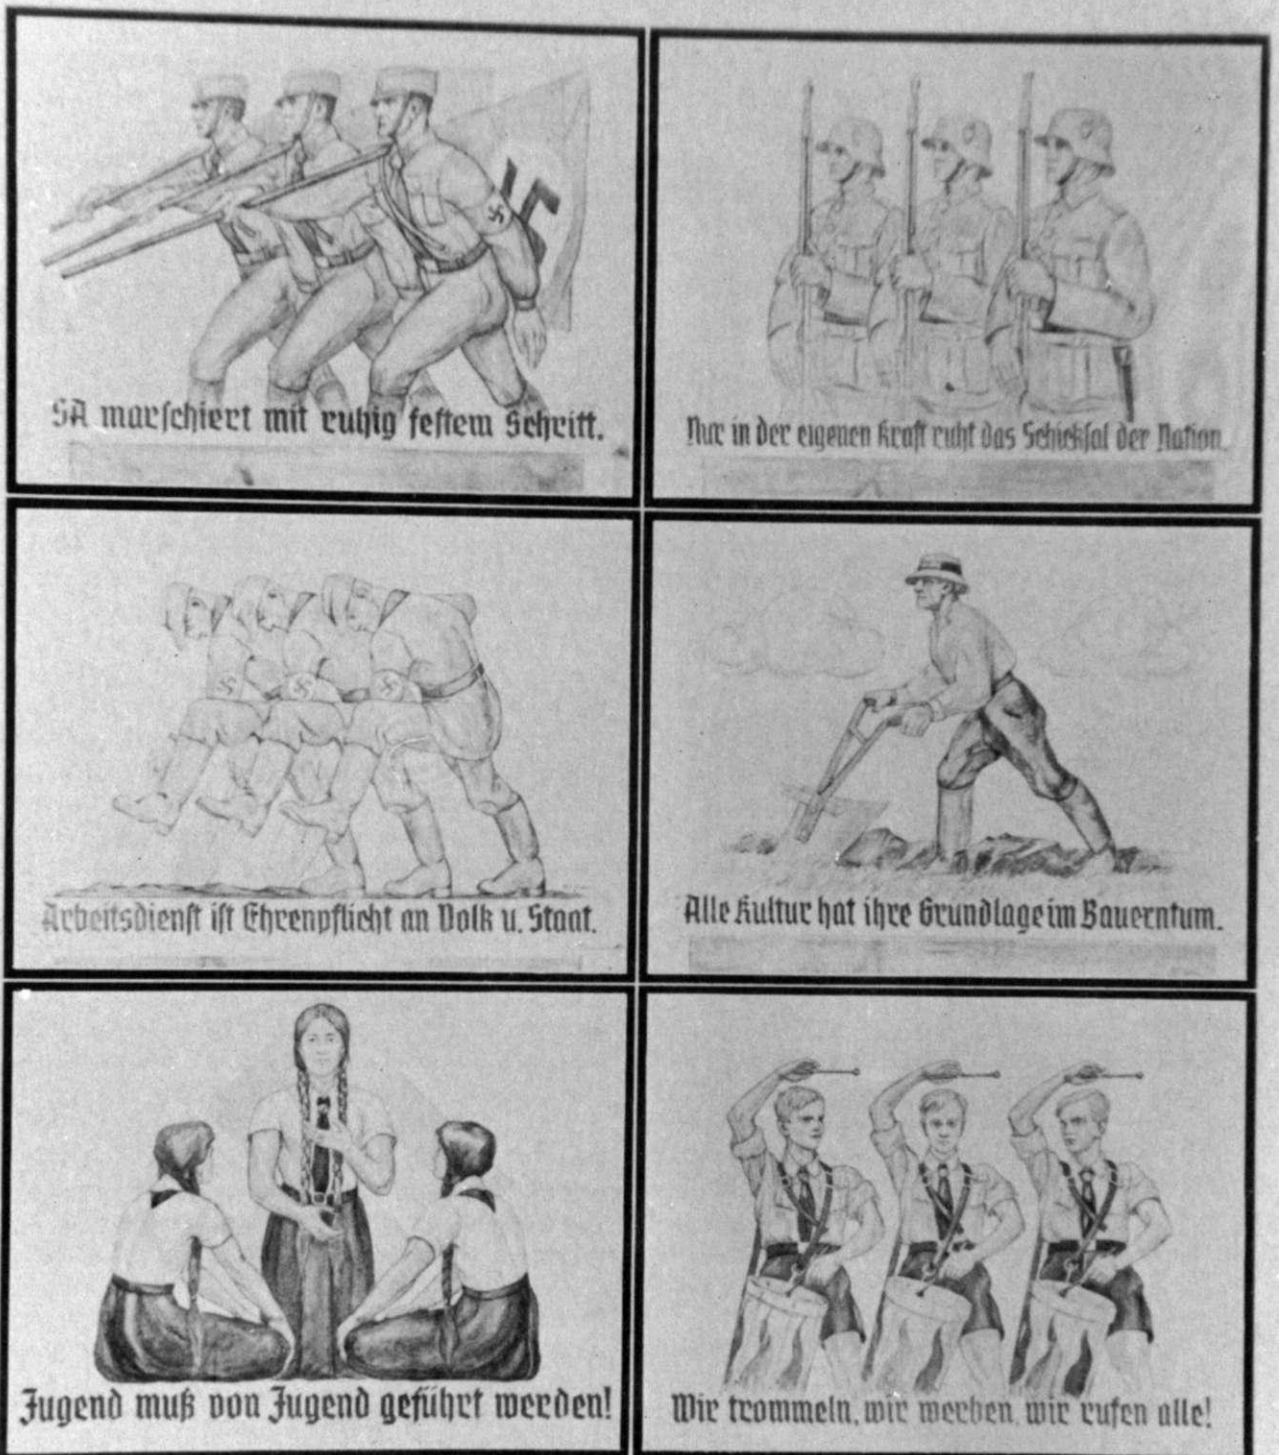 SA marschiert mit ruhig festem Schritt.
Nur in der eigenen Kraft ruht das Schicksal der Nation.
Arbeitsdienst ist Ehrenpflicht an Volk u. Staat.
Alle Kultur hat ihre Grundlage im Bauerntum.
Jugend muß von Jugend geführt werden!
Wir trommeln, wir werben, wir rufen alle!